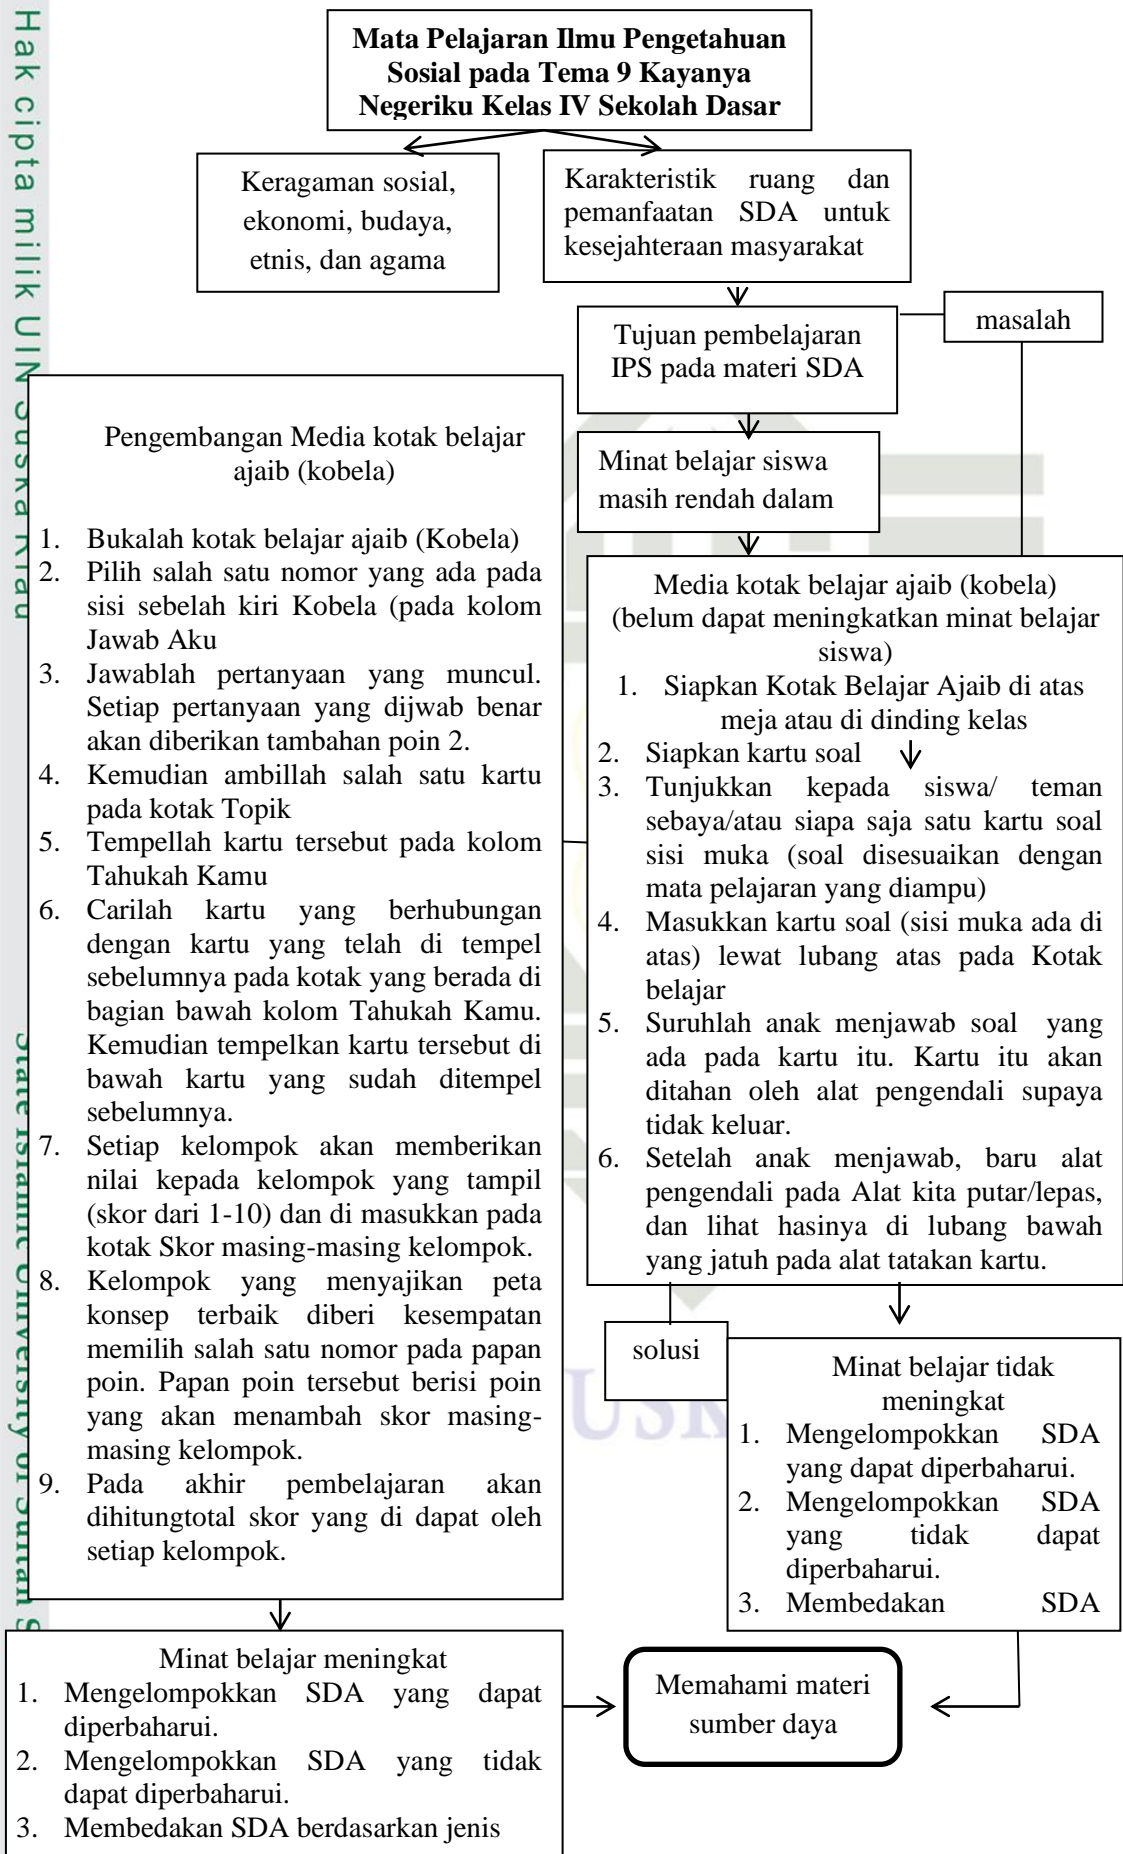 Hak cipta milik UIN Suska Riau
State Islamic University of Sultan S
Mata Pelajaran Ilmu Pengetahuan
Sosial pada Tema 9 Kayanya
Negeriku Kelas IV Sekolah Dasar
Keragaman sosial,
ekonomi, budaya,
etnis, dan agama
Karakteristik ruang dan
pemanfaatan SDA untuk
kesejahteraan masyarakat
Tujuan pembelajaran
IPS pada materi SDA
masalah
Minat belajar siswa
masih rendah dalam
Pengembangan Media kotak belajar
ajaib (kobela)
1. Bukalah kotak belajar ajaib (Kobela)
2. Pilih salah satu nomor yang ada pada
sisi sebelah kiri Kobela (pada kolom
Jawab Aku
3. Jawablah pertanyaan yang muncul.
Setiap pertanyaan yang dijwab benar
akan diberikan tambahan poin 2.
4. Kemudian ambillah salah satu kartu
pada kotak Topik
5. Tempellah kartu tersebut pada kolom
Tahukah Kamu
6. Carilah kartu yang berhubungan
dengan kartu yang telah di tempel
sebelumnya pada kotak yang berada di
bagian bawah kolom Tahukah Kamu.
Kemudian tempelkan kartu tersebut di
bawah kartu yang sudah ditempel
sebelumnya.
7. Setiap kelompok akan memberikan
nilai kepada kelompok yang tampil
(skor dari 1-10) dan di masukkan pada
kotak Skor masing-masing kelompok.
8. Kelompok yang menyajikan peta
konsep terbaik diberi kesempatan
memilih salah satu nomor pada papan
poin. Papan poin tersebut berisi poin
yang akan menambah skor masing-
masing kelompok.
9. Pada akhir pembelajaran akan
dihitungtotal skor yang di dapat oleh
setiap kelompok.
Media kotak belajar ajaib (kobela)
(belum dapat meningkatkan minat belajar
siswa)
1. Siapkan Kotak Belajar Ajaib di atas
meja atau di dinding kelas
2. Siapkan kartu soal
3. Tunjukkan kepada siswa/ teman
sebaya/atau siapa saja satu kartu soal
sisi muka (soal disesuaikan dengan
mata pelajaran yang diampu)
4. Masukkan kartu soal (sisi muka ada di
atas) lewat lubang atas pada Kotak
belajar
5. Suruhlah anak menjawab soal yang
ada pada kartu itu. Kartu itu akan
ditahan oleh alat pengendali supaya
tidak keluar.
6. Setelah anak menjawab, baru alat
pengendali pada Alat kita putar/lepas,
dan lihat hasinya di lubang bawah
yang jatuh pada alat tatakan kartu.
solusi
Minat belajar tidak
meningkat
1. Mengelompokkan SDA
yang dapat diperbaharui.
2. Mengelompokkan SDA
yang tidak dapat
diperbaharui.
3. Membedakan SDA
Minat belajar meningkat
1. Mengelompokkan SDA yang dapat
diperbaharui.
2. Mengelompokkan SDA yang tidak
dapat diperbaharui.
3. Membedakan SDA berdasarkan jenis
Memahami materi
sumber daya